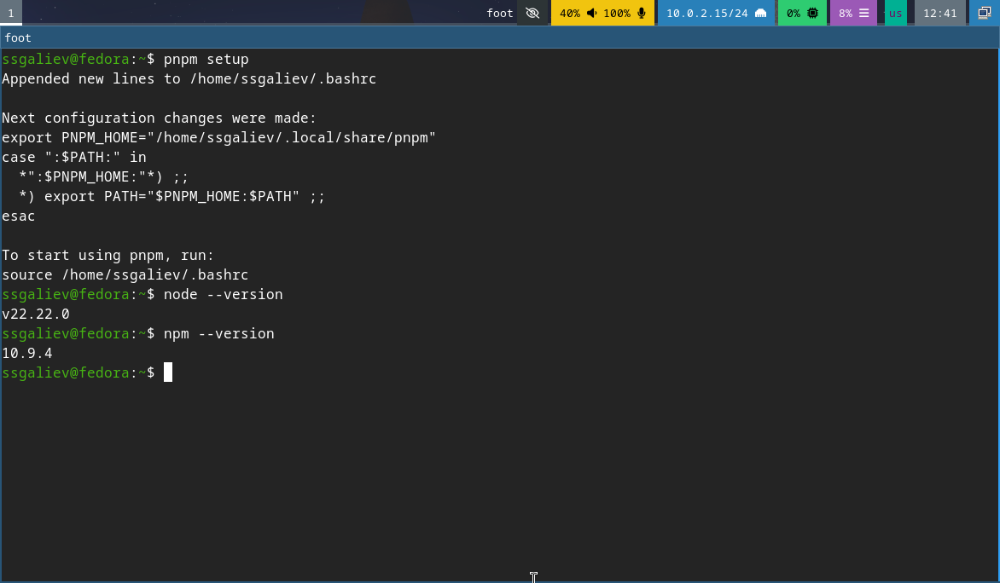 1
foot 40% 100% 10.0.2.15/24 0% 8% us 12:41
foot
ssgaliev@fedora:~$ pnpm setup
Appended new lines to /home/ssgaliev/.bashrc
Next configuration changes were made:
export PNPM_HOME="/home/ssgaliev/.local/share/pnpm"
case ":$PATH:" in
  *":$PNPM_HOME:"*) ;;
  *) export PATH="$PNPM_HOME:$PATH" ;;
esac
To start using pnpm, run:
source /home/ssgaliev/.bashrc
ssgaliev@fedora:~$ node --version
v22.22.0
ssgaliev@fedora:~$ npm --version
10.9.4
ssgaliev@fedora:~$